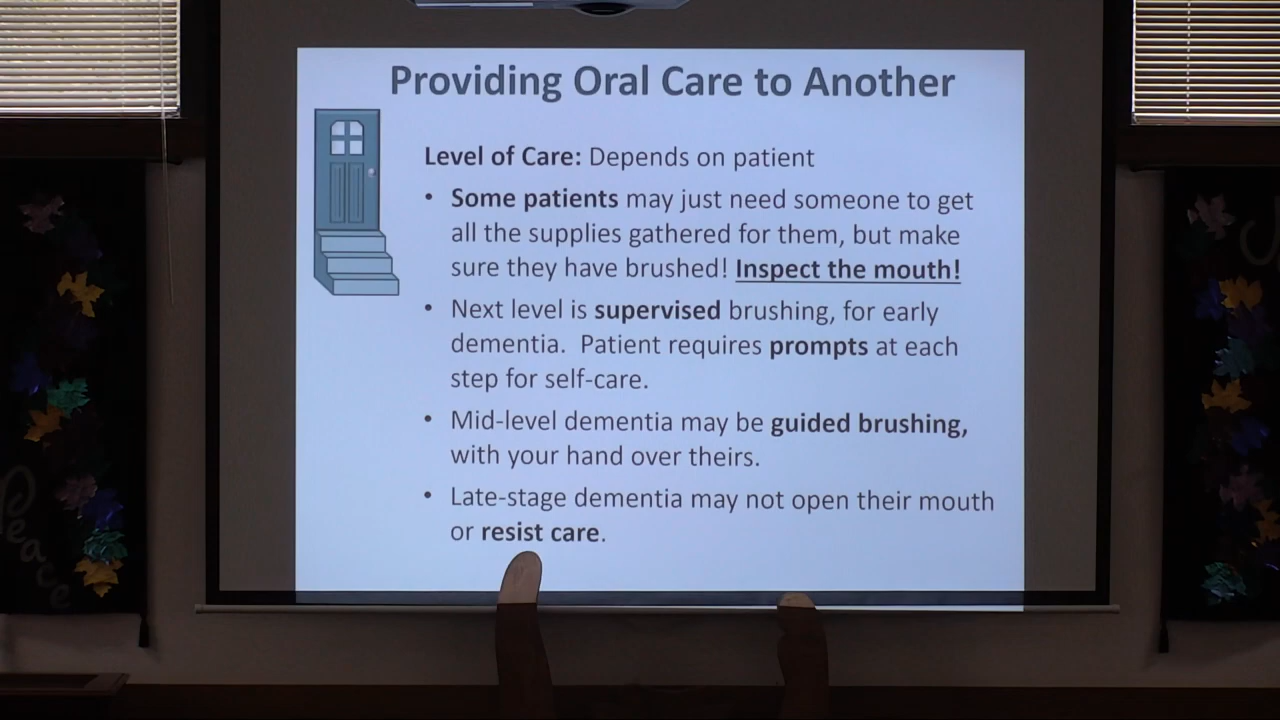 Providing Oral Care to Another
Level of Care: Depends on patient
• Some patients may just need someone to get
all the supplies gathered for them, but make
sure they have brushed! Inspect the mouth!
• Next level is supervised brushing, for early
dementia. Patient requires prompts at each
step for self-care.
• Mid-level dementia may be guided brushing,
with your hand over theirs.
• Late-stage dementia may not open their mouth
or resist care.
Peace